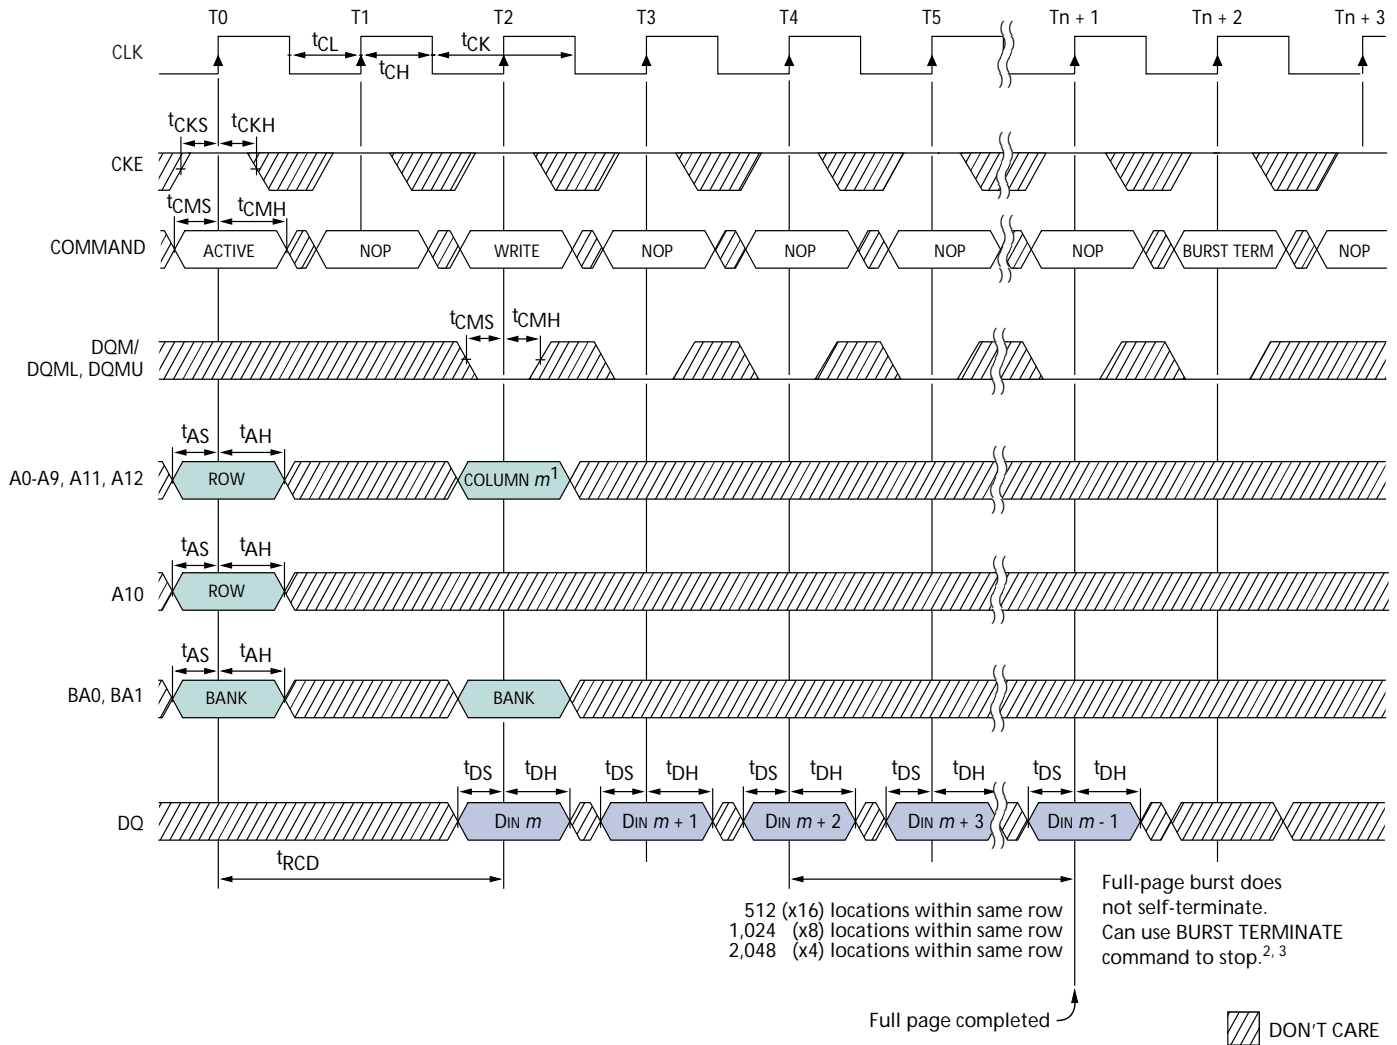 T0 T1 T2 T3 T4 T5 Tn + 1 Tn + 2 Tn + 3
CLK
tCL
tCH
tCK
tCKS tCKH
CKE
tCMS tCMH
COMMAND ACTIVE NOP WRITE NOP NOP NOP NOP BURST TERM NOP
tCMS tCMH
DQM/
DQML, DQMU
tAS tAH
A0-A9, A11, A12 ROW COLUMN m1
tAS tAH
A10 ROW
tAS tAH
BA0, BA1 BANK BANK
tDS tDH tDS tDH tDS tDH tDS tDH tDS tDH
DQ DIN m DIN m + 1 DIN m + 2 DIN m + 3 DIN m - 1
tRCD
512 (x16) locations within same row
1,024 (x8) locations within same row
2,048 (x4) locations within same row
Full-page burst does
not self-terminate.
Can use BURST TERMINATE
command to stop.2, 3
Full page completed
DON'T CARE